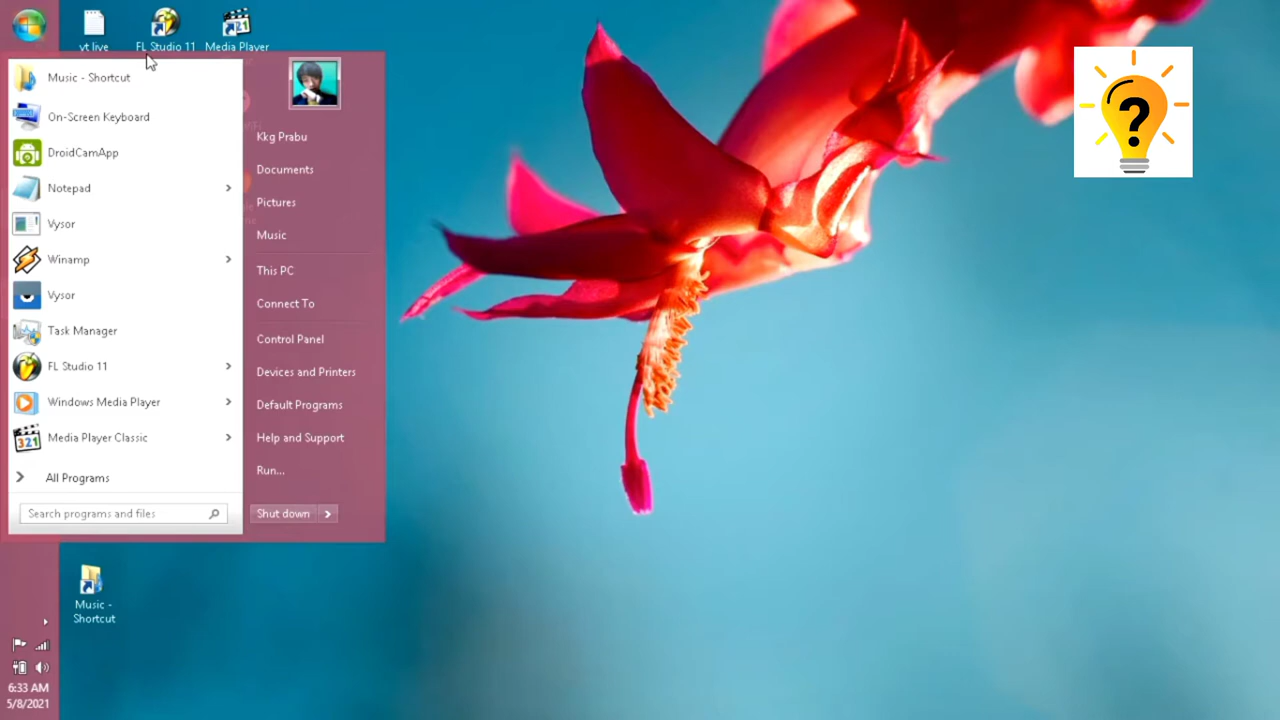 vt live
FL Studio 11
Media Player
Music - Shortcut
On-Screen Keyboard
DroidCamApp
Notepad
Vysor
Winamp
Vysor
Task Manager
FL Studio 11
Windows Media Player
Media Player Classic
321
All Programs
Search programs and files
Kkg Prabu
Documents
Pictures
Music
This PC
Connect To
Control Panel
Devices and Printers
Default Programs
Help and Support
Run...
Shut down
?
Music -
Shortcut
6:33 AM
5/8/2021